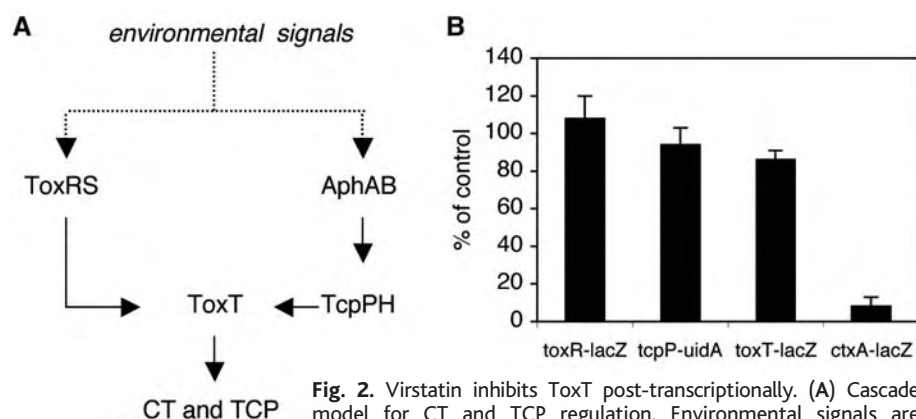 A
environmental signals
ToxRS
AphAB
ToxT
TcpPH
CT and TCP
B
% of control
140
120
100
80
60
40
20
0
toxR-lacZ tcpP-uidA toxT-lacZ ctxA-lacZ
Fig. 2. Virstatin inhibits ToxT post-transcriptionally. (A) Cascade
model for CT and TCP regulation. Environmental signals are